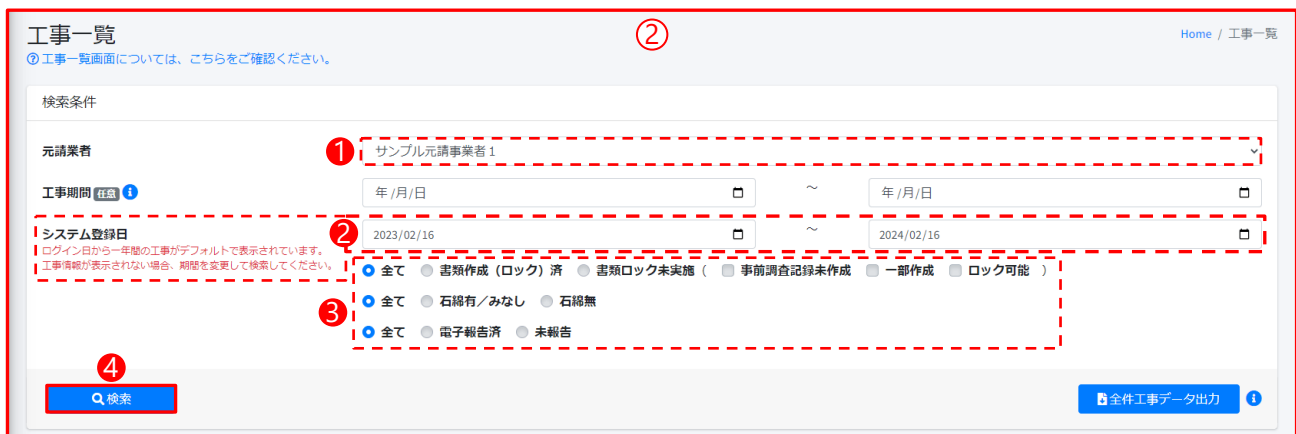 工事一覧
②
Home / 工事一覧
工事一覧画面については、こちらをご確認ください。
検索条件
元請業者
1
サンプル元請事業者１
工事期間 任意
年 /月/日
～
年 /月/日
システム登録日
ログイン日から一年間の工事がデフォルトで表示されています。
工事情報が表示されない場合、期間を変更して検索してください。
2
2023/02/16
～
2024/02/16
3
全て 書類作成（ロック）済 書類ロック未実施（ 事前調査記録未作成 一部作成 ロック可能 ）
全て 石綿有／みなし 石綿無
全て 電子報告済 未報告
4
検索
全件工事データ出力